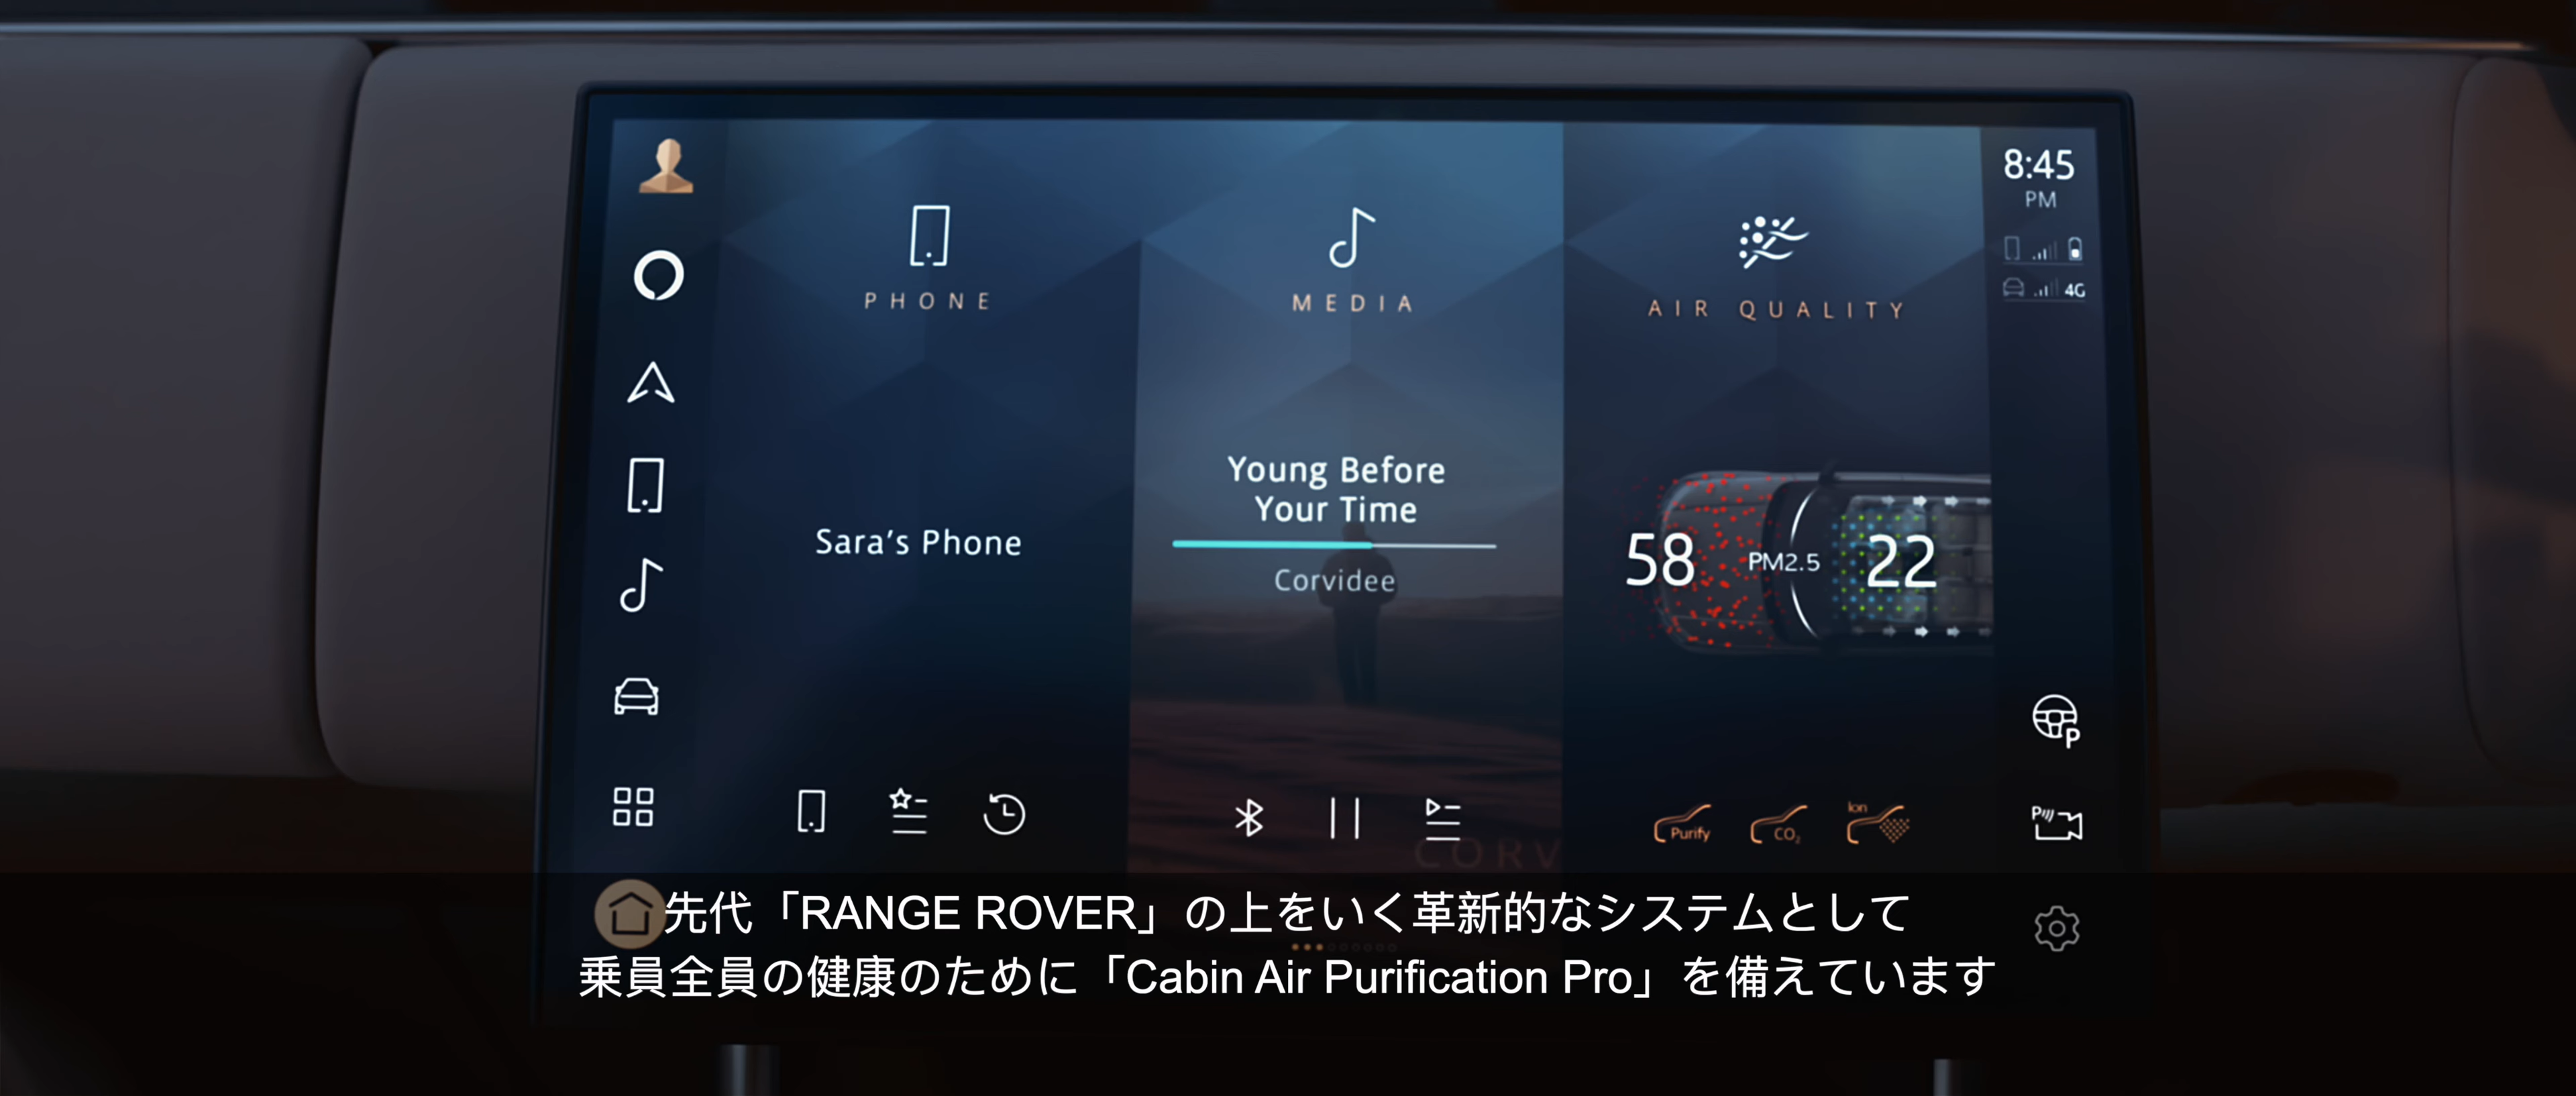 8:45
PM
4G
PHONE
MEDIA
AIR QUALITY
Sara's Phone
Young Before
Your Time
Corvidee
58
PM2.5
22
Purify
CO₂
Ion
P
P
CORV
先代「RANGE ROVER」の上をいく革新的なシステムとして
乗員全員の健康のために「Cabin Air Purification Pro」を備えています